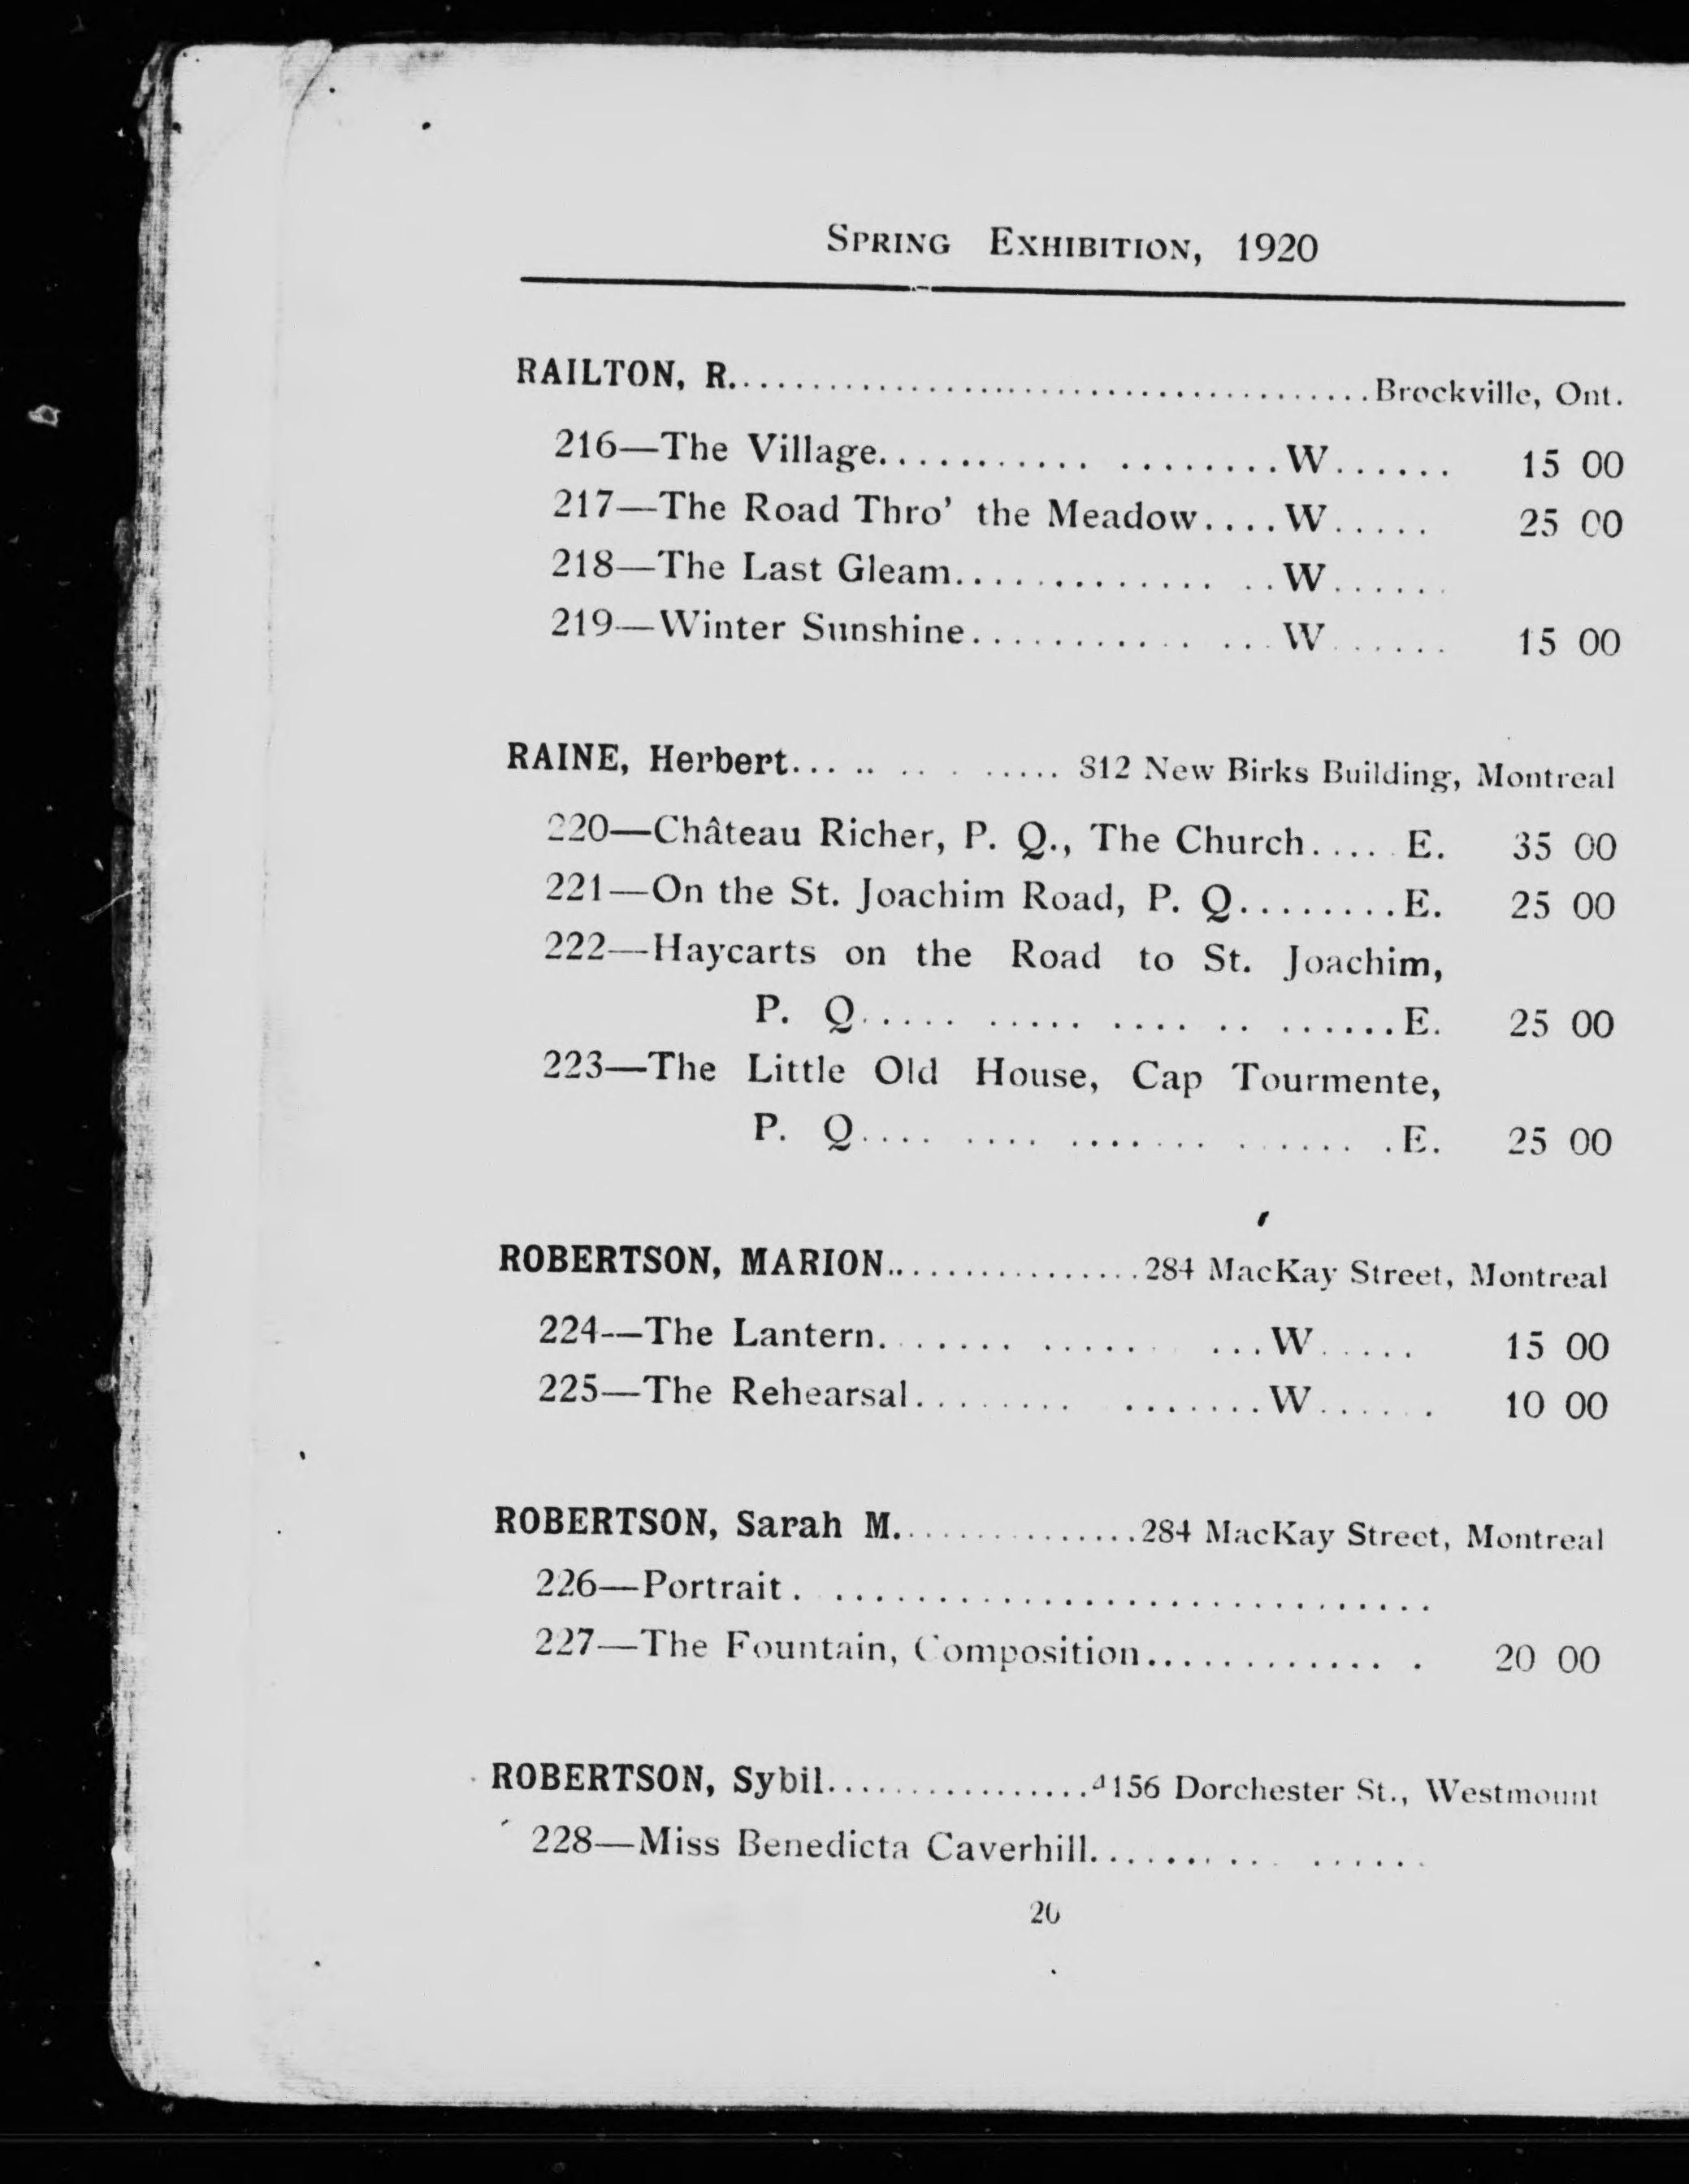 SPRING EXHIBITION, 1920
RAILTON, R. Brockville, Ont.
216—The Village W 15 00
217—The Road Thro' the Meadow W 25 00
218—The Last Gleam W
219—Winter Sunshine W 15 00
RAINE, Herbert 312 New Birks Building, Montreal
220—Château Richer, P. Q., The Church E. 35 00
221—On the St. Joachim Road, P. Q. E. 25 00
222—Haycarts on the Road to St. Joachim,
P. Q. E. 25 00
223—The Little Old House, Cap Tourmente,
P. Q. E. 25 00
ROBERTSON, MARION 284 MacKay Street, Montreal
224—The Lantern W 15 00
225—The Rehearsal W 10 00
ROBERTSON, Sarah M. 284 MacKay Street, Montreal
226—Portrait
227—The Fountain, Composition 20 00
ROBERTSON, Sybil 4156 Dorchester St., Westmount
228—Miss Benedicta Caverhill
20